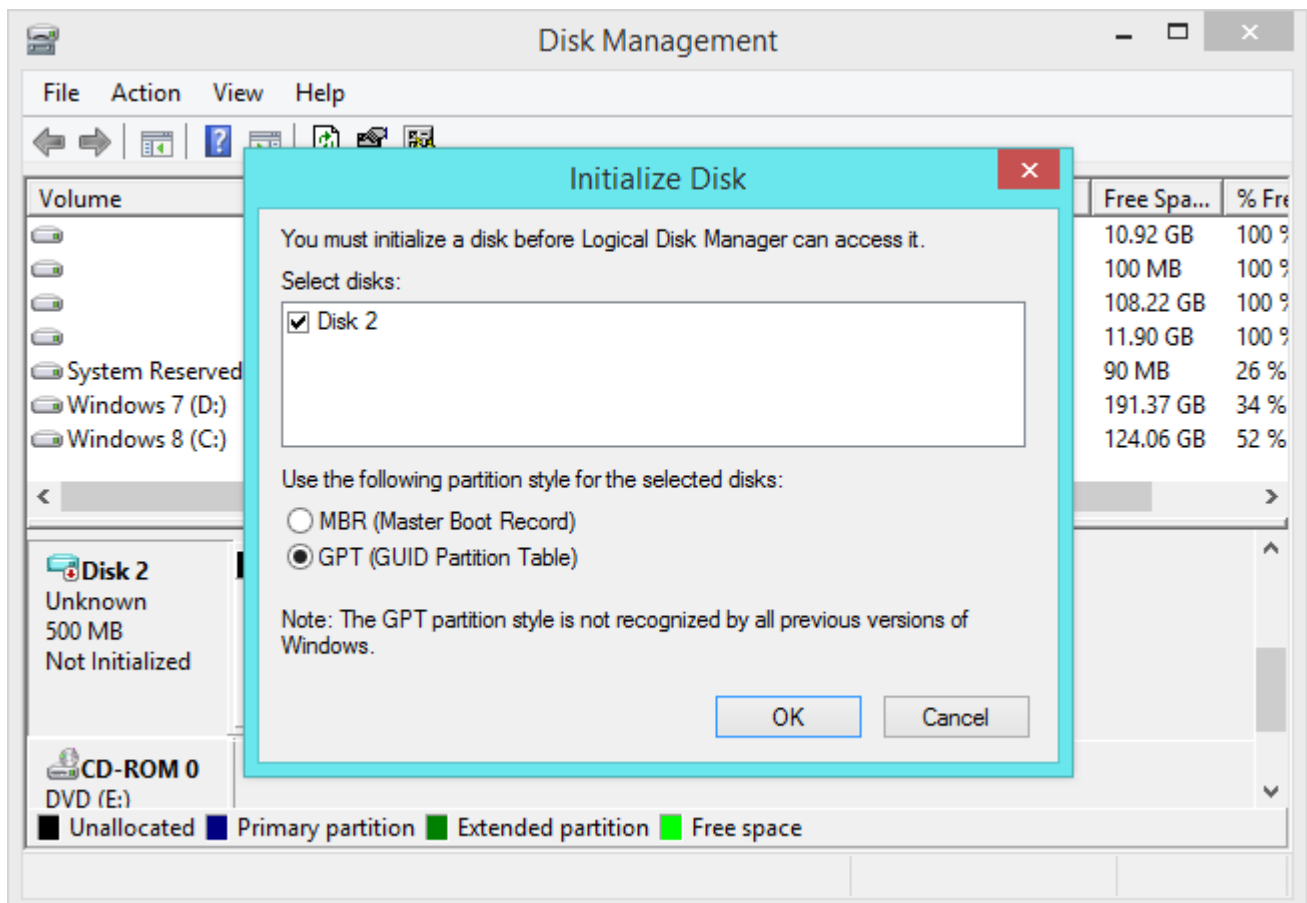 Disk Management
File Action View Help
Initialize Disk
Volume
Free Spa... % Fre
You must initialize a disk before Logical Disk Manager can access it.
10.92 GB 100 %
Select disks:
100 MB 100 %
Disk 2
108.22 GB 100 %
11.90 GB 100 %
System Reserved
90 MB 26 %
Windows 7 (D:)
191.37 GB 34 %
Windows 8 (C:)
124.06 GB 52 %
Use the following partition style for the selected disks:
MBR (Master Boot Record)
GPT (GUID Partition Table)
Note: The GPT partition style is not recognized by all previous versions of
Windows.
OK Cancel
Disk 2
Unknown
500 MB
Not Initialized
CD-ROM 0
DVD (E:)
Unallocated Primary partition Extended partition Free space